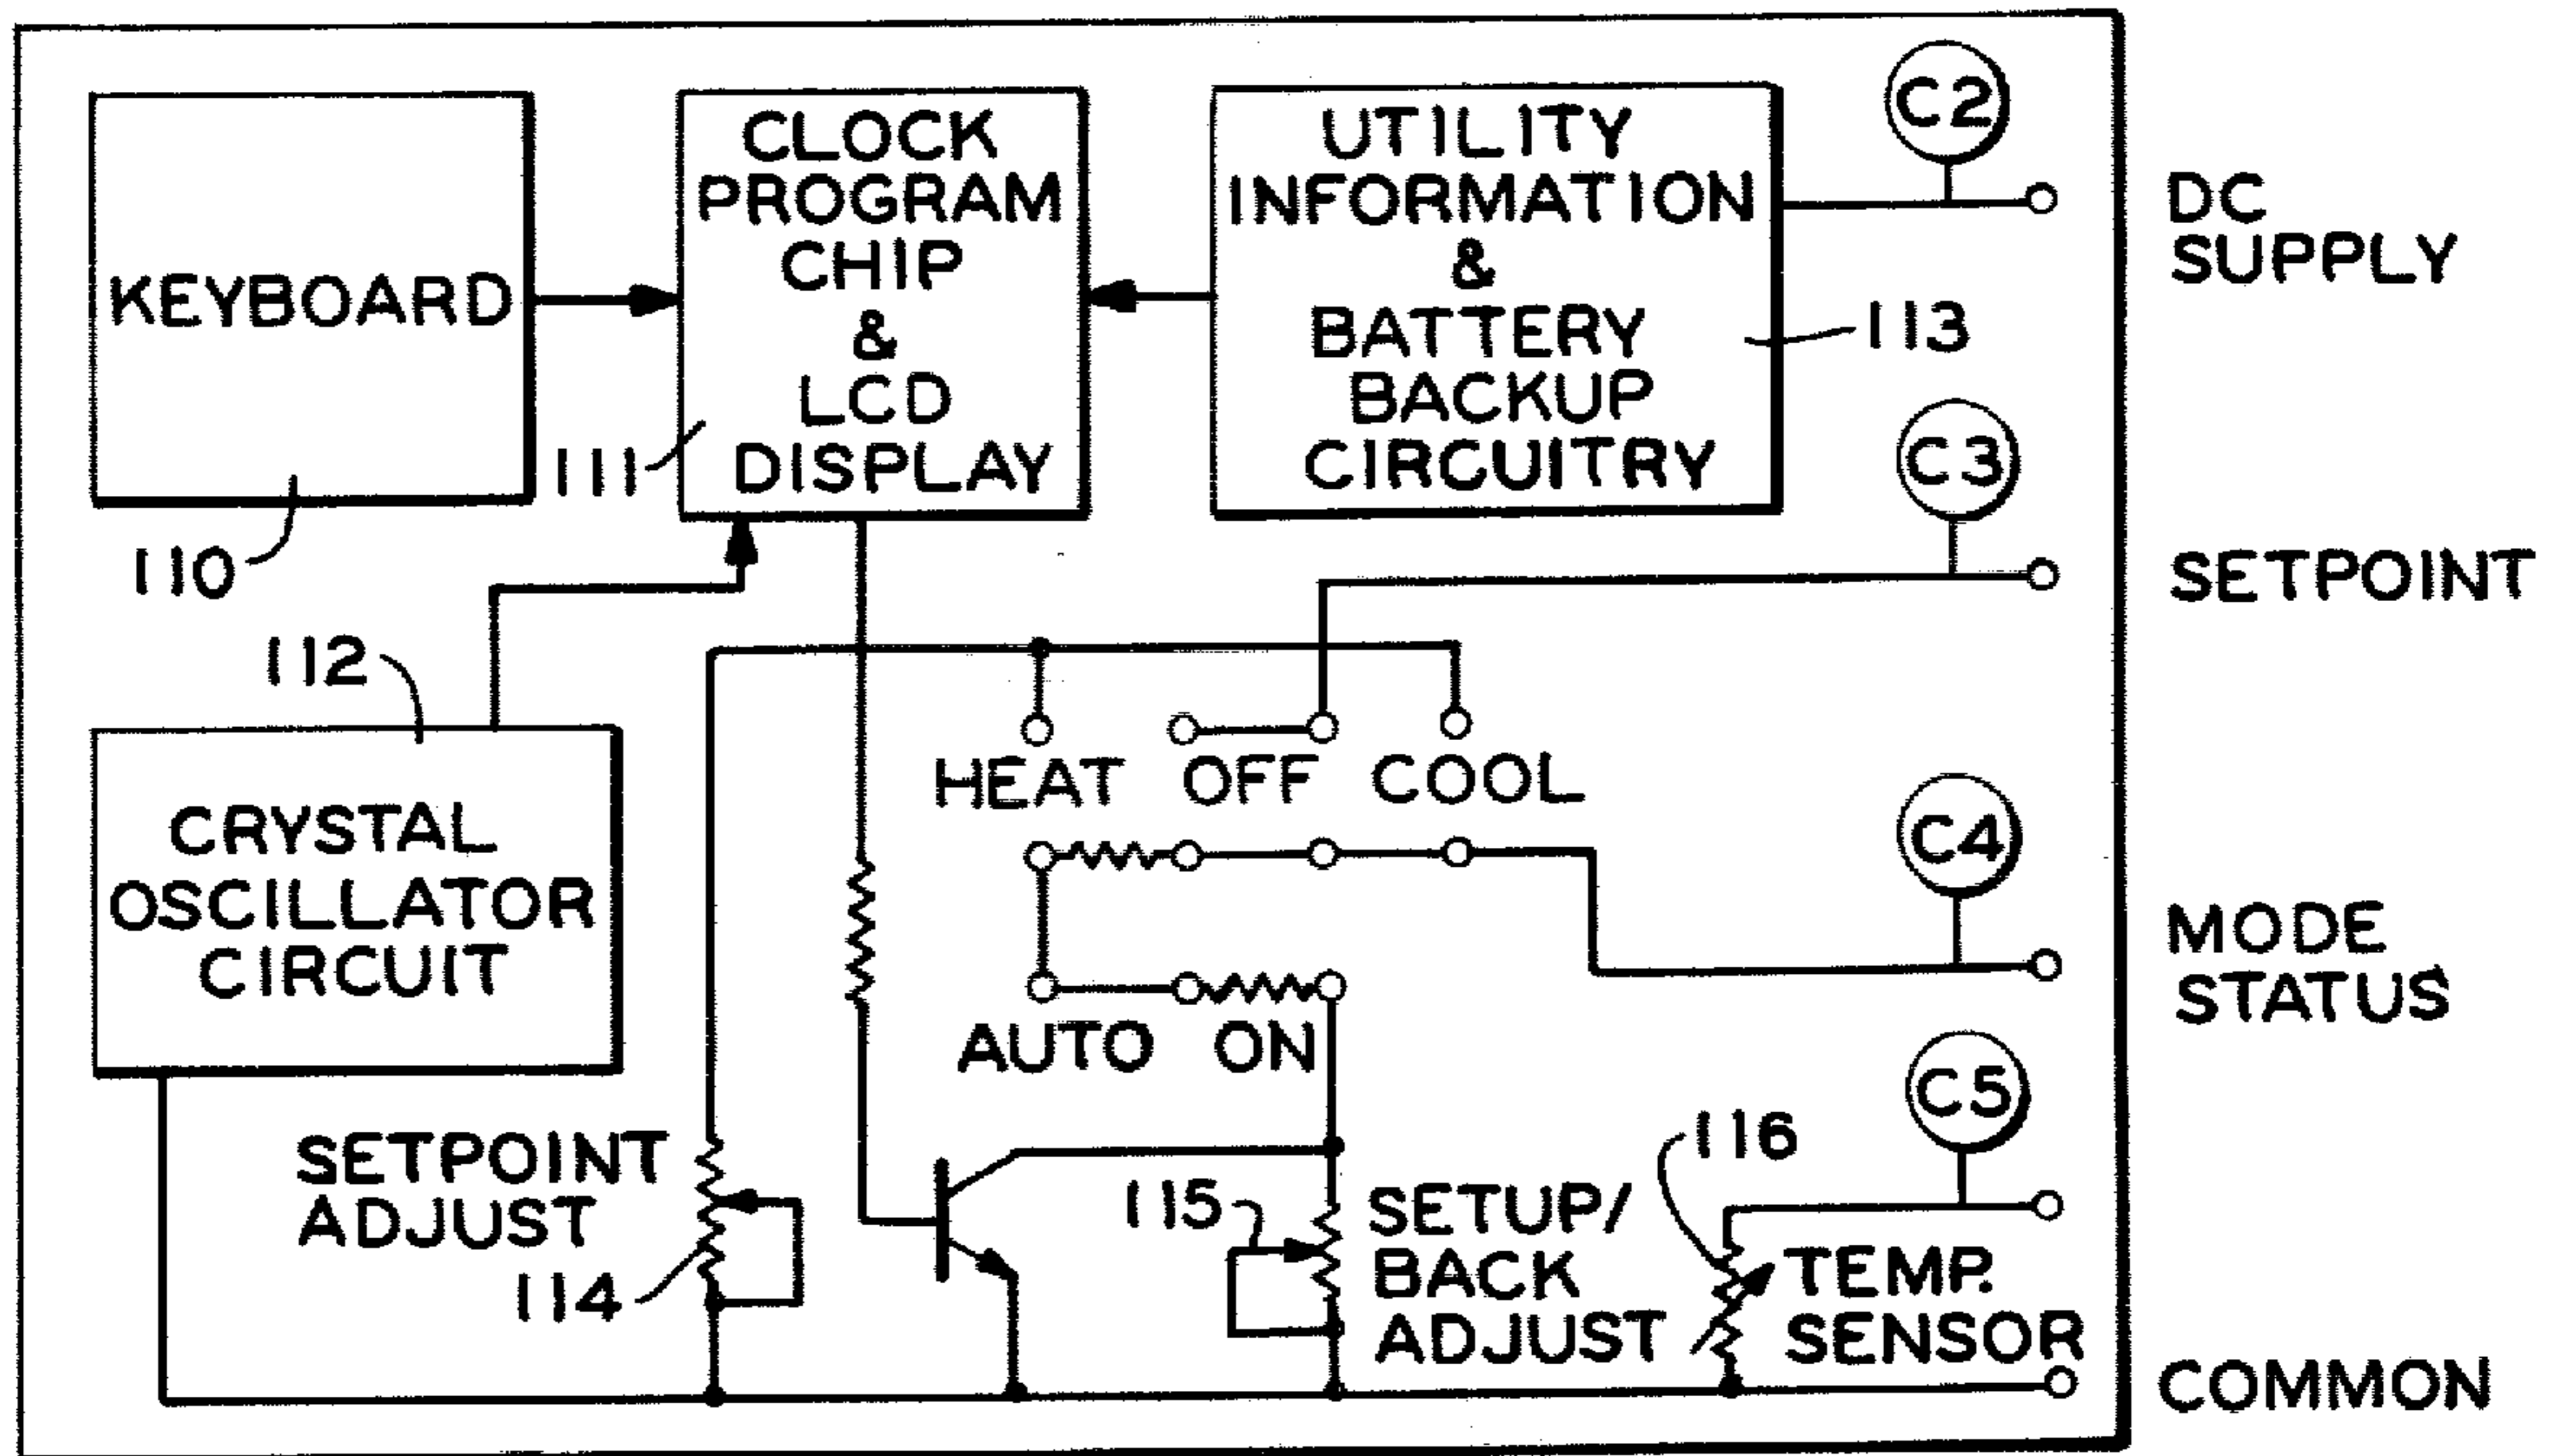 KEYBOARD
110
CLOCK
PROGRAM
CHIP
&
LCD
DISPLAY
111
UTILITY
INFORMATION
&
BATTERY
BACKUP
CIRCUITRY
113
C2
DC
SUPPLY
C3
SETPOINT
112
CRYSTAL
OSCILLATOR
CIRCUIT
HEAT OFF COOL
AUTO ON
C4
MODE
STATUS
SETPOINT
ADJUST
114
115
SETUP/
BACK
ADJUST
116
C5
TEMP.
SENSOR
COMMON